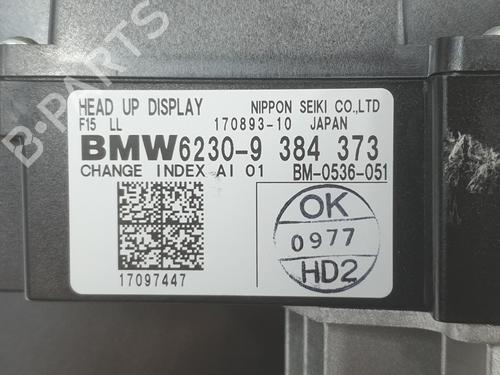 B-PARTS
HEAD UP DISPLAY NIPPON SEIKI CO.,LTD
F15 LL 170893-10 JAPAN
BMW 6230-9 384 373
CHANGE INDEX AI 01 BM-0536-051
OK
0977
HD2
17097447